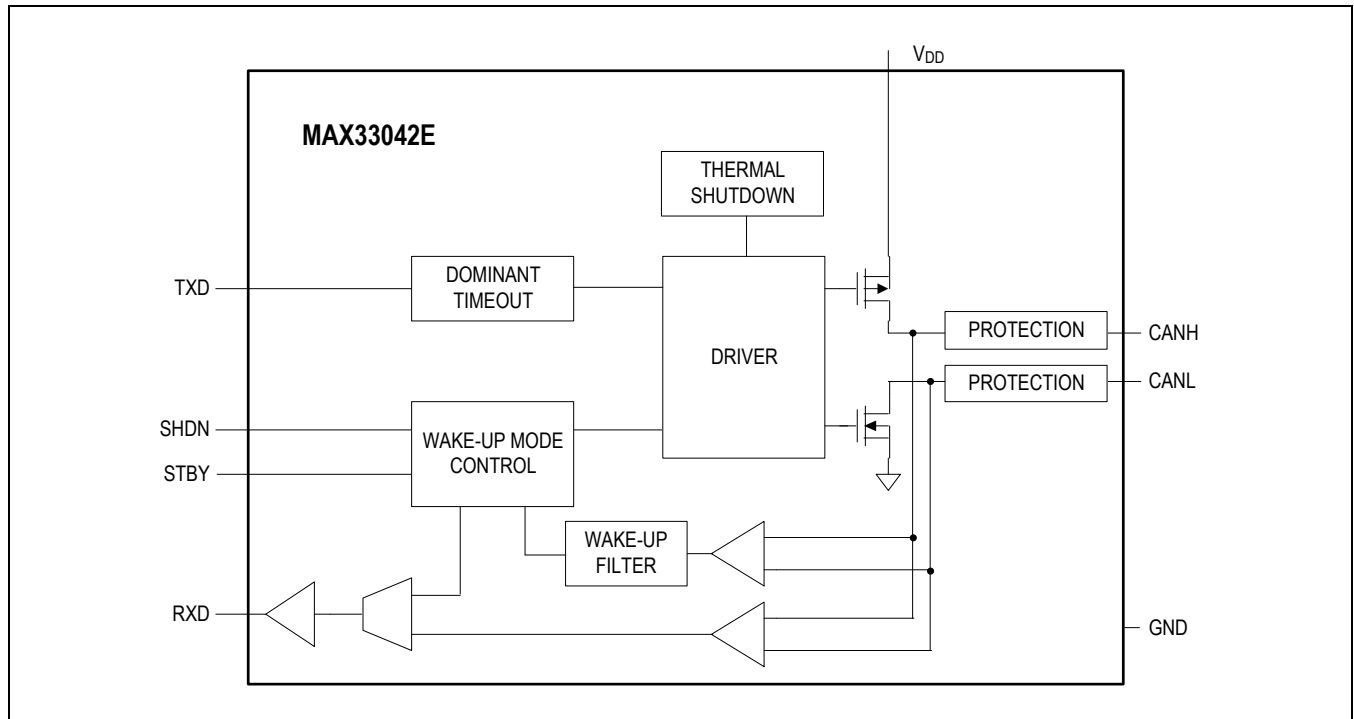 VDD
MAX33042E
THERMAL
SHUTDOWN
TXD
DOMINANT
TIMEOUT
DRIVER
PROTECTION
CANH
PROTECTION
CANL
SHDN
STBY
WAKE-UP MODE
CONTROL
WAKE-UP
FILTER
RXD
GND